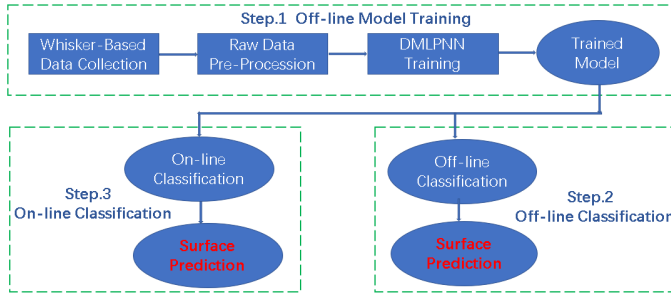 Step.1 Off-line Model Training
Whisker-Based
Data Collection
Raw Data
Pre-Procession
DMLPNN
Training
Trained
Model
On-line
Classification
Step.3
On-line Classification
Surface
Prediction
Off-line
Classification
Step.2
Off-line Classification
Surface
Prediction